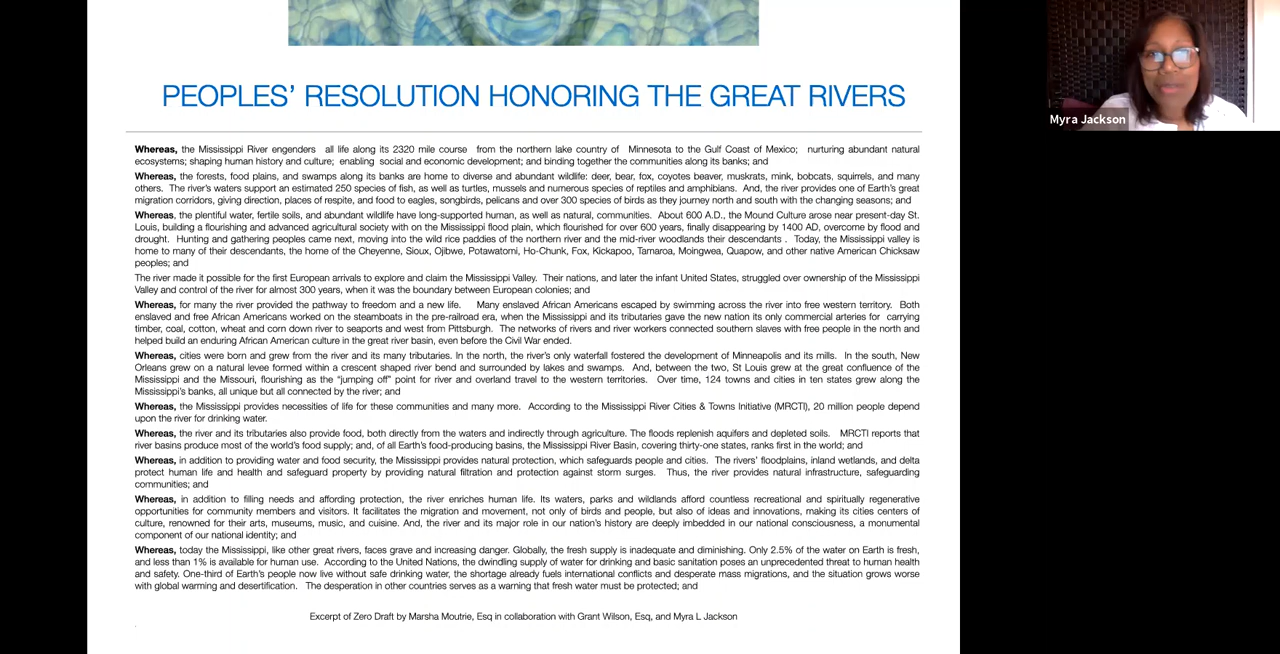 PEOPLES' RESOLUTION HONORING THE GREAT RIVERS
Whereas, the Mississippi River engenders all life along its 2320 mile course from the northern lake country of Minnesota to the Gulf Coast of Mexico; nurturing abundant natural
ecosystems; shaping human history and culture; enabling social and economic development; and binding together the communities along its banks; and
Whereas, the forests, food plains, and swamps along its banks are home to diverse and abundant wildlife: deer, bear, fox, coyotes beaver, muskrats, mink, bobcats, squirrels, and many
others. The river's waters support an estimated 250 species of fish, as well as turtles, mussels and numerous species of reptiles and amphibians. And, the river provides one of Earth's great
migration corridors, giving direction, places of respite, and food to eagles, songbirds, pelicans and over 300 species of birds as they journey north and south with the changing seasons; and
Whereas, the plentiful water, fertile soils, and abundant wildlife have long-supported human, as well as natural, communities. About 600 A.D., the Mound Culture arose near present-day St.
Louis, building a flourishing and advanced agricultural society with on the Mississippi flood plain, which flourished for over 600 years, finally disappearing by 1400 AD, overcome by flood and
drought. Hunting and gathering peoples came next, moving into the wild rice paddies of the northern river and the mid-river woodlands their descendants . Today, the Mississippi valley is
home to many of their descendants, the home of the Cheyenne, Sioux, Ojibwe, Potawatomi, Ho-Chunk, Fox, Kickapoo, Tamaroa, Moingwea, Quapow, and other native American Chicksaw
peoples; and
The river made it possible for the first European arrivals to explore and claim the Mississippi Valley. Their nations, and later the infant United States, struggled over ownership of the Mississippi
Valley and control of the river for almost 300 years, when it was the boundary between European colonies; and
Whereas, for many the river provided the pathway to freedom and a new life. Many enslaved African Americans escaped by swimming across the river into free western territory. Both
enslaved and free African Americans worked on the steamboats in the pre-railroad era, when the Mississippi and its tributaries gave the new nation its only commercial arteries for carrying
timber, coal, cotton, wheat and corn down river to seaports and west from Pittsburgh. The networks of rivers and river workers connected southern slaves with free people in the north and
helped build an enduring African American culture in the great river basin, even before the Civil War ended.
Whereas, cities were born and grew from the river and its many tributaries. In the north, the river's only waterfall fostered the development of Minneapolis and its mills. In the south, New
Orleans grew on a natural levee formed within a crescent shaped river bend and surrounded by lakes and swamps. And, between the two, St Louis grew at the great confluence of the
Mississippi and the Missouri, flourishing as the "jumping off" point for river and overland travel to the western territories. Over time, 124 towns and cities in ten states grew along the
Mississippi's banks, all unique but all connected by the river; and
Whereas, the Mississippi provides necessities of life for these communities and many more. According to the Mississippi River Cities & Towns Initiative (MRCTI), 20 million people depend
upon the river for drinking water.
Whereas, the river and its tributaries also provide food, both directly from the waters and indirectly through agriculture. The floods replenish aquifers and depleted soils. MRCTI reports that
river basins produce most of the world's food supply; and, of all Earth's food-producing basins, the Mississippi River Basin, covering thirty-one states, ranks first in the world; and
Whereas, in addition to providing water and food security, the Mississippi provides natural protection, which safeguards people and cities. The rivers' floodplains, inland wetlands, and delta
protect human life and health and safeguard property by providing natural filtration and protection against storm surges. Thus, the river provides natural infrastructure, safeguarding
communities; and
Whereas, in addition to filling needs and affording protection, the river enriches human life. Its waters, parks and wildlands afford countless recreational and spiritually regenerative
opportunities for community members and visitors. It facilitates the migration and movement, not only of birds and people, but also of ideas and innovations, making its cities centers of
culture, renowned for their arts, museums, music, and cuisine. And, the river and its major role in our nation's history are deeply imbedded in our national consciousness, a monumental
component of our national identity; and
Whereas, today the Mississippi, like other great rivers, faces grave and increasing danger. Globally, the fresh supply is inadequate and diminishing. Only 2.5% of the water on Earth is fresh,
and less than 1% is available for human use. According to the United Nations, the dwindling supply of water for drinking and basic sanitation poses an unprecedented threat to human health
and safety. One-third of Earth's people now live without safe drinking water, the shortage already fuels international conflicts and desperate mass migrations, and the situation grows worse
with global warming and desertification. The desperation in other countries serves as a warning that fresh water must be protected; and
Excerpt of Zero Draft by Marsha Moutrie, Esq in collaboration with Grant Wilson, Esq, and Myra L Jackson
Myra Jackson